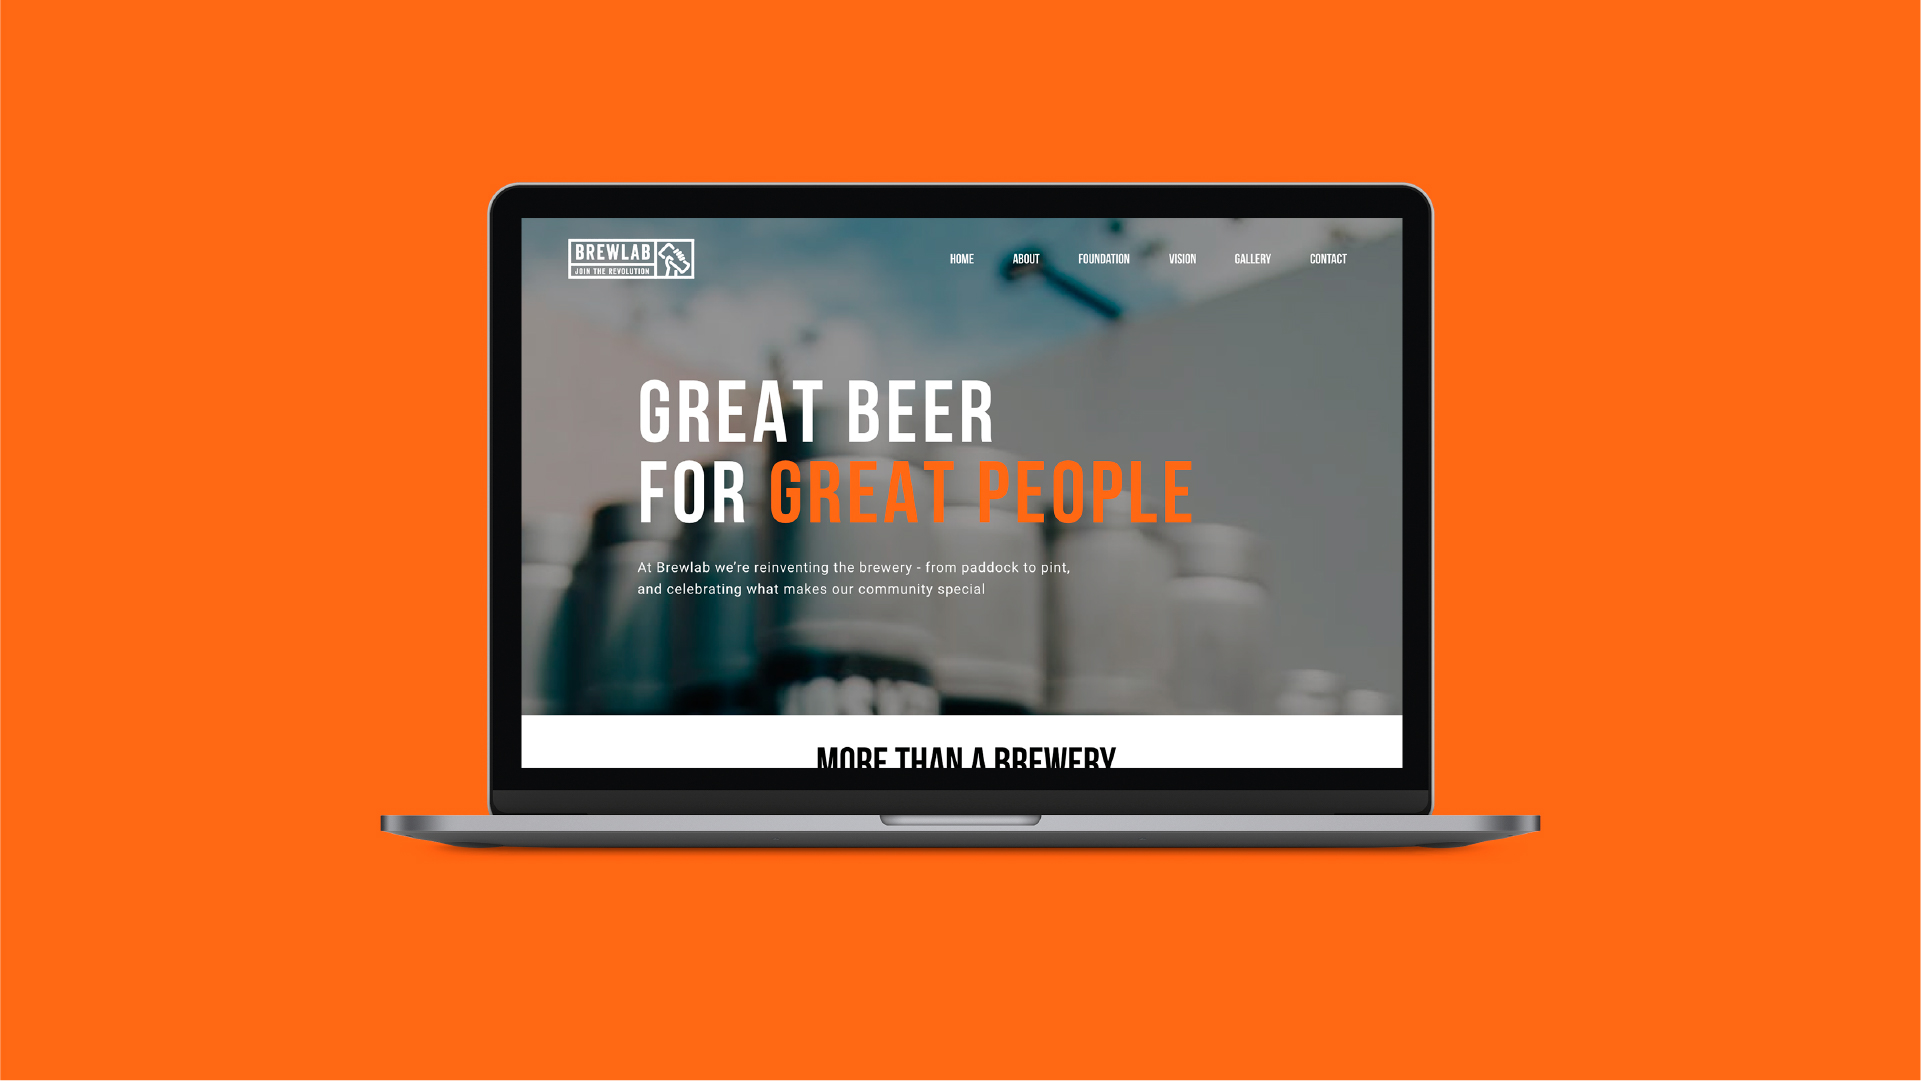 BREWLAB
JOIN THE REVOLUTION
HOME ABOUT FOUNDATION VISION GALLERY CONTACT
GREAT BEER
FOR GREAT PEOPLE
At Brewlab we're reinventing the brewery - from paddock to pint,
and celebrating what makes our community special
MORE THAN A BREWERY